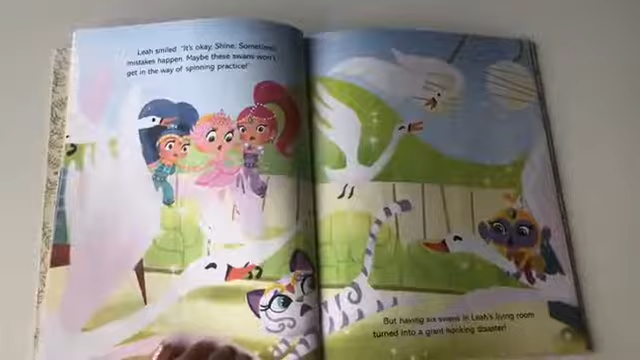 Leah smiled. "It's okay, Shine. Sometimes
mistakes happen. Maybe these swans won't
get in the way of spinning practice!"
But having six swans in Leah's living room
turned into a giant honking disaster!